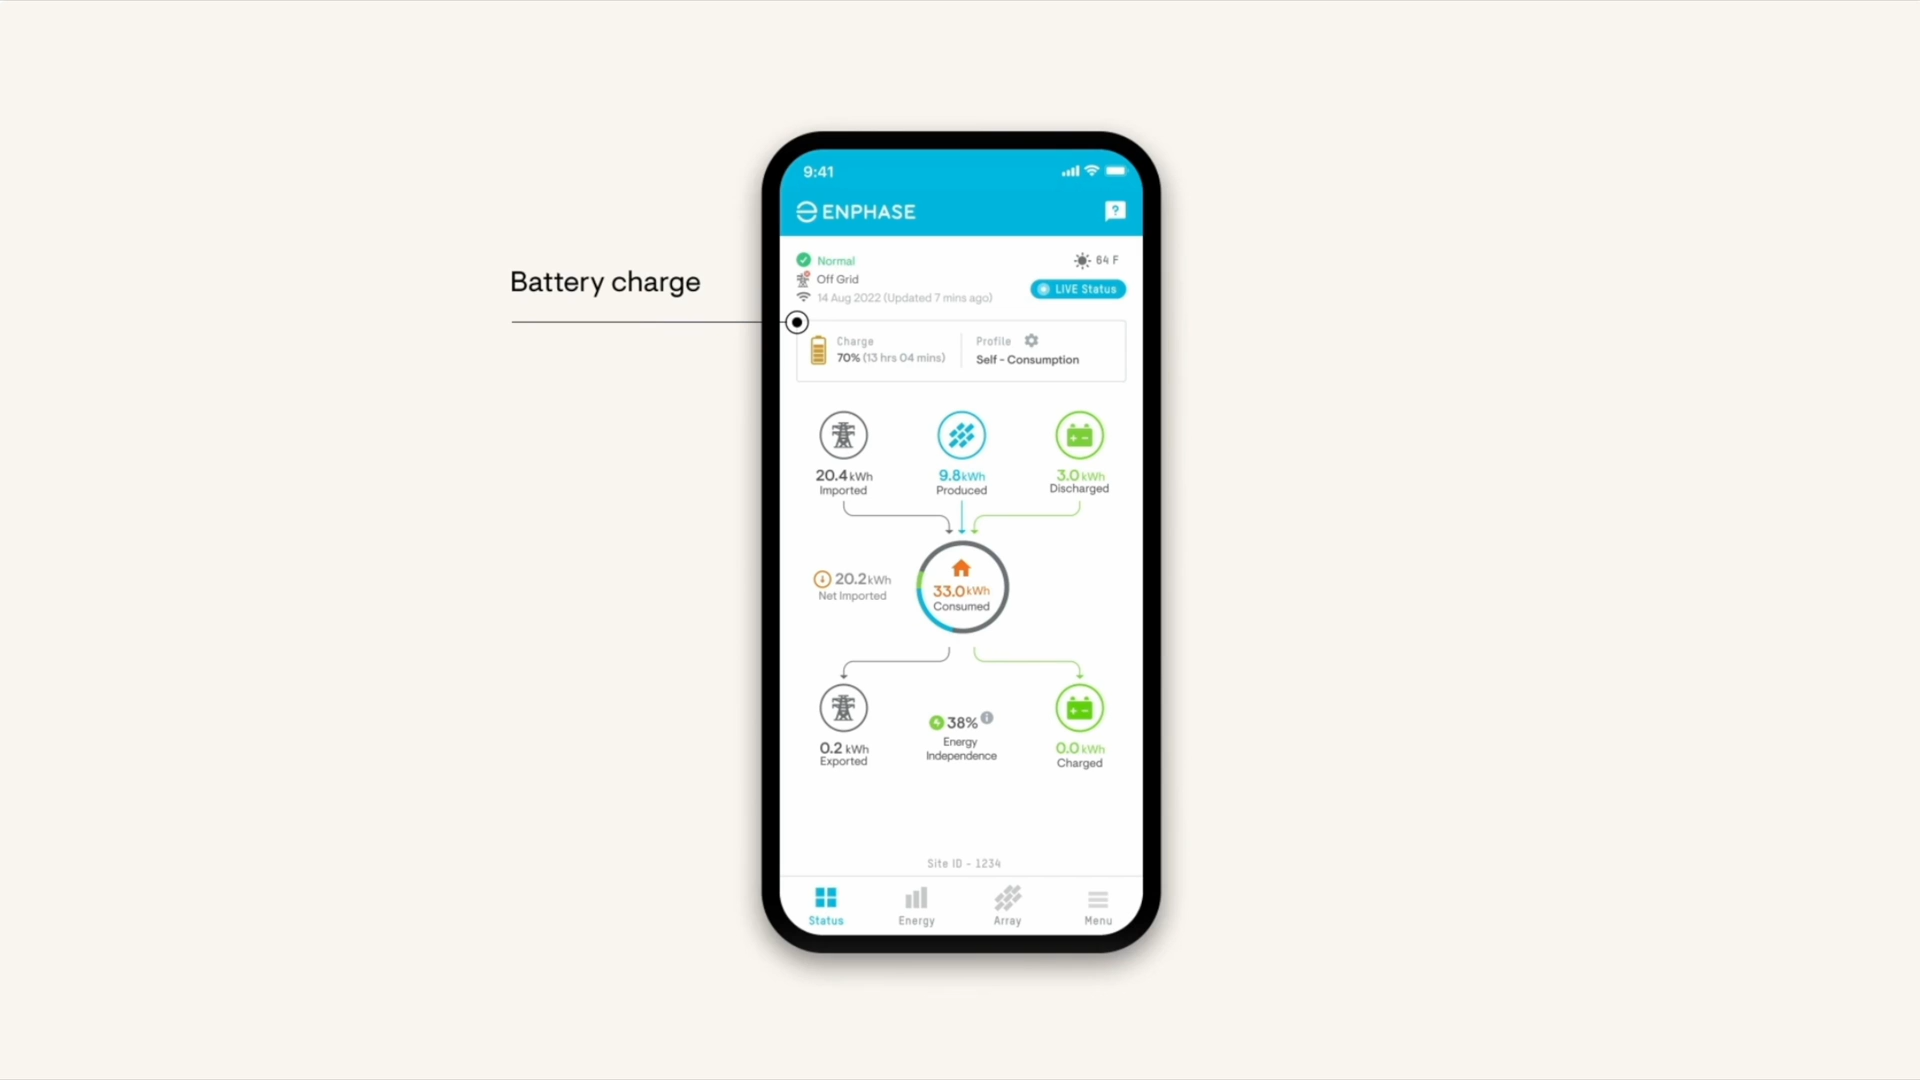 Battery charge
9:41
ENPHASE
?
Normal
64 F
Off Grid
LIVE Status
14 Aug 2022 (Updated 7 mins ago)
Charge
70% (13 hrs 04 mins)
Profile
Self - Consumption
20.4 kWh
Imported
9.8 kWh
Produced
3.0 kWh
Discharged
20.2 kWh
Net Imported
33.0 kWh
Consumed
0.2 kWh
Exported
38%
Energy
Independence
0.0 kWh
Charged
Site ID - 1234
Status
Energy
Array
Menu